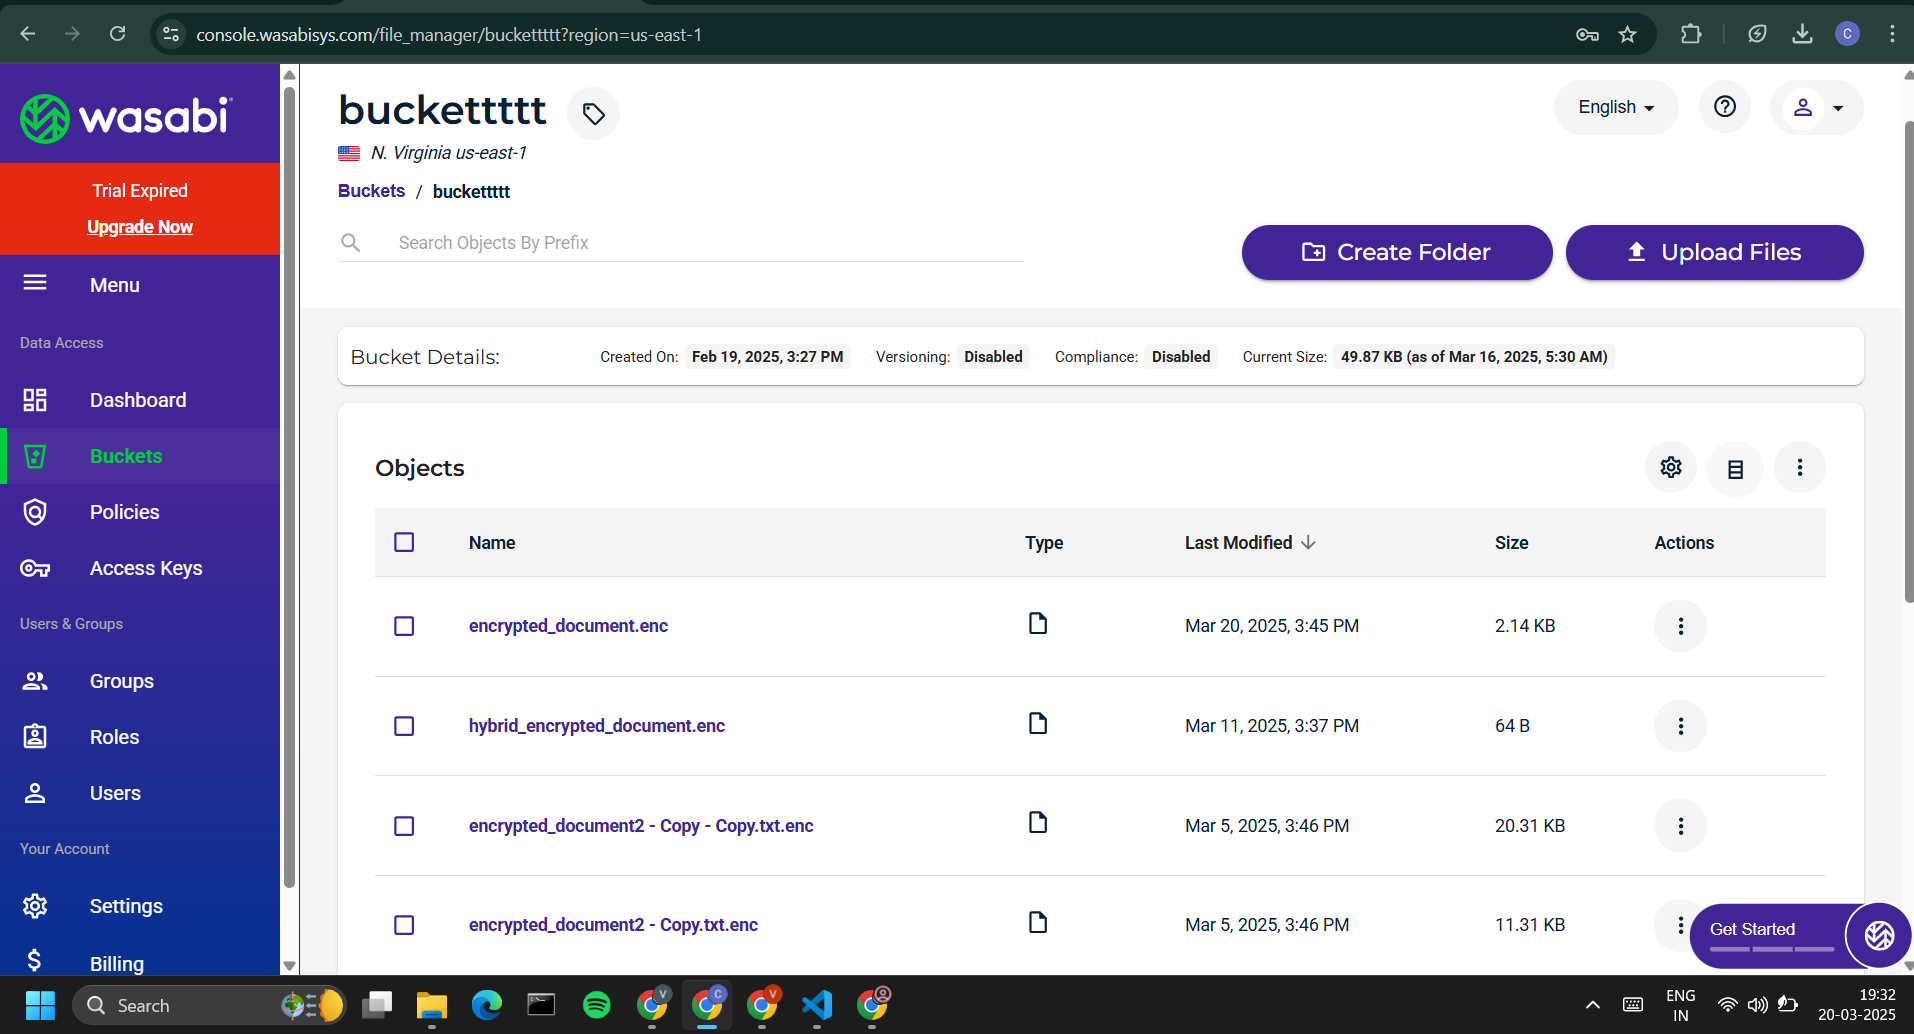 console.wasabisys.com/file_manager/buckettttt?region=us-east-1
C
wasabi
Trial Expired
Upgrade Now
Menu
Data Access
Dashboard
Buckets
Policies
Access Keys
Users & Groups
Groups
Roles
Users
Your Account
Settings
Billing
buckettttt
N. Virginia us-east-1
Buckets / buckettttt
Search Objects By Prefix
English
Create Folder
Upload Files
Bucket Details: Created On: Feb 19, 2025, 3:27 PM Versioning: Disabled Compliance: Disabled Current Size: 49.87 KB (as of Mar 16, 2025, 5:30 AM)
Objects
Name Type Last Modified Size Actions
encrypted_document.enc Mar 20, 2025, 3:45 PM 2.14 KB
hybrid_encrypted_document.enc Mar 11, 2025, 3:37 PM 64 B
encrypted_document2 - Copy - Copy.txt.enc Mar 5, 2025, 3:46 PM 20.31 KB
encrypted_document2 - Copy.txt.enc Mar 5, 2025, 3:46 PM 11.31 KB
Get Started
Search
V
C
V
ENG
IN
19:32
20-03-2025